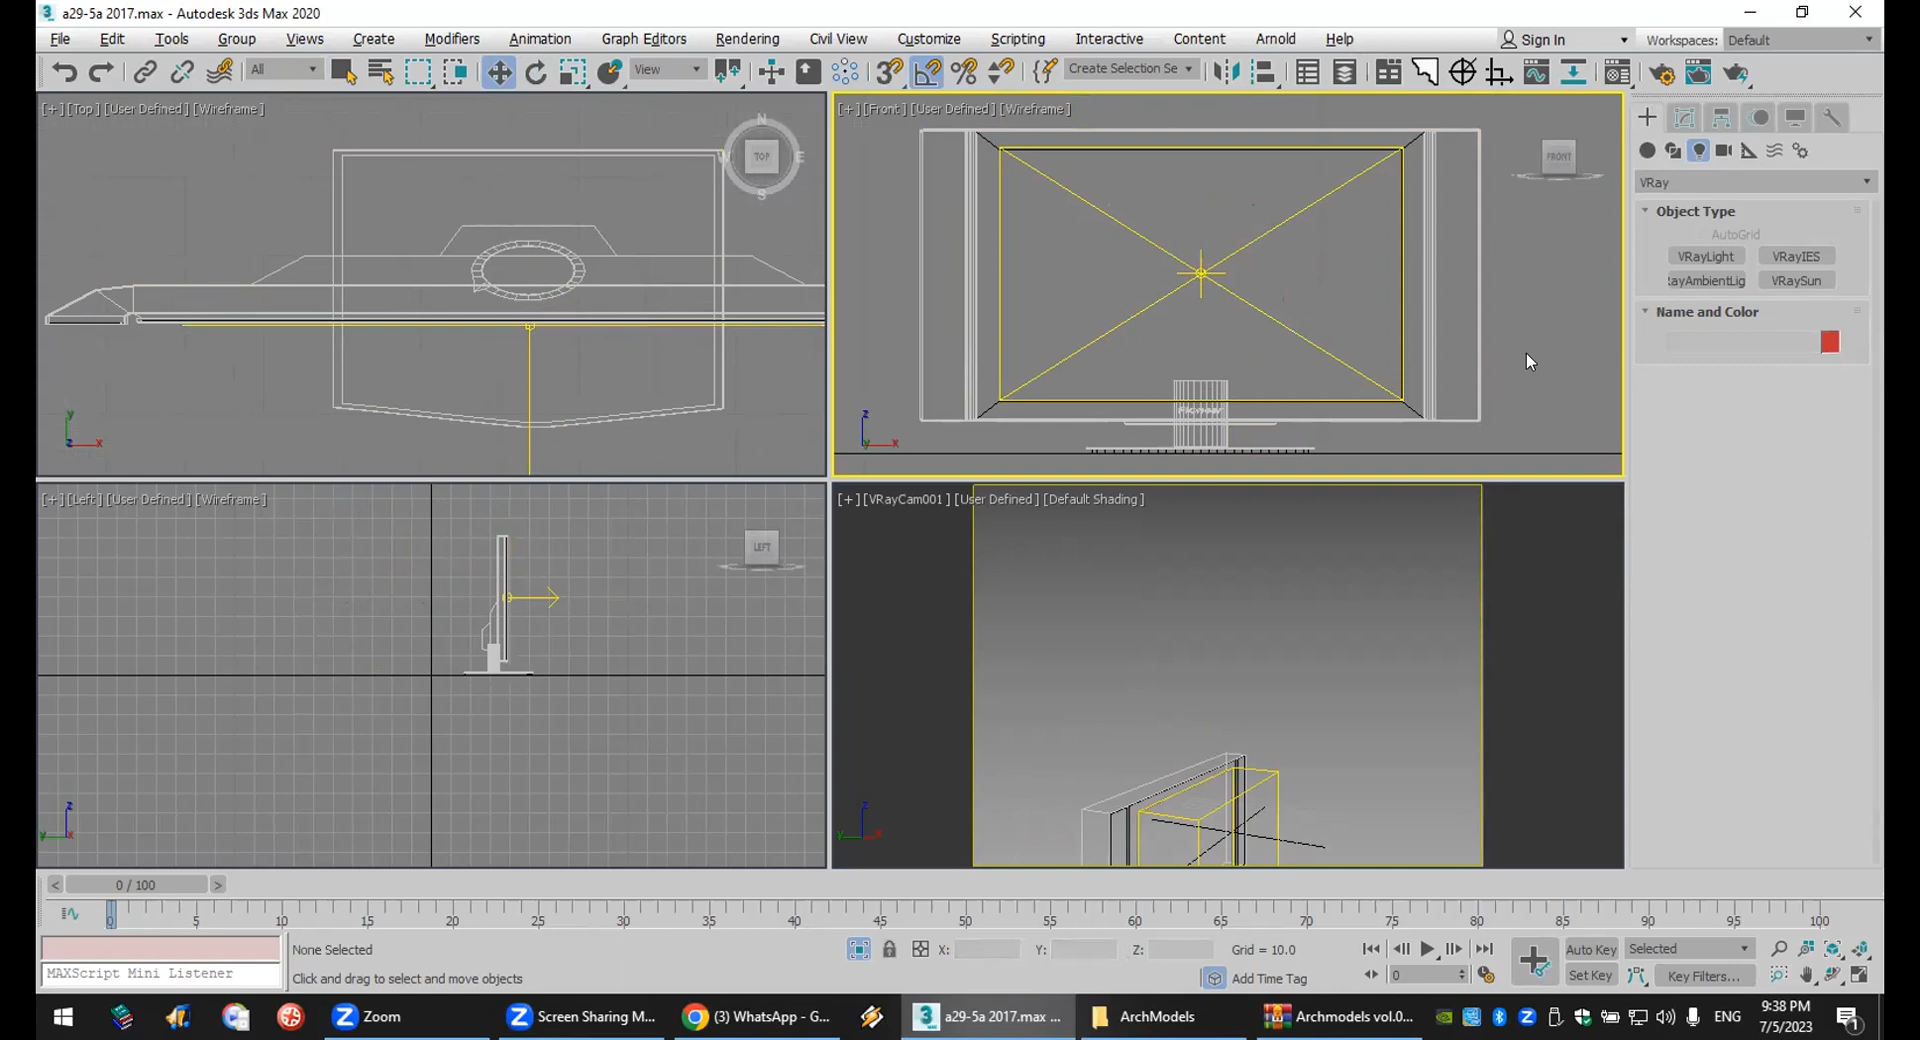 a29-5a 2017.max - Autodesk 3ds Max 2020
File Edit Tools Group Views Create Modifiers Animation Graph Editors Rendering Civil View Customize Scripting Interactive Content Arnold Help Sign In Workspaces: Default
All View Create Selection Se
[+] [Top] [User Defined] [Wireframe]
N
TOP
E
S
y
z x
[+] [Front] [User Defined] [Wireframe]
FRONT
Pioneer
z
y x
VRay
Object Type
AutoGrid
VRayLight VRayIES
RayAmbientLig VRaySun
Name and Color
[+] [Left] [User Defined] [Wireframe]
LEFT
z
y x
[+] [VRayCam001] [User Defined] [Default Shading]
z
y x
< 0 / 100 >
0 5 10 15 20 25 30 35 40 45 50 55 60 65 70 75 80 85 90 95 100
None Selected X: Y: Z: Grid = 10.0 Auto Key Selected
MAXScript Mini Listener Click and drag to select and move objects Add Time Tag 0 Set Key Key Filters...
Zoom Screen Sharing M... (3) WhatsApp - G... a29-5a 2017.max ... ArchModels Archmodels vol.0... ENG
9:38 PM
7/5/2023
1